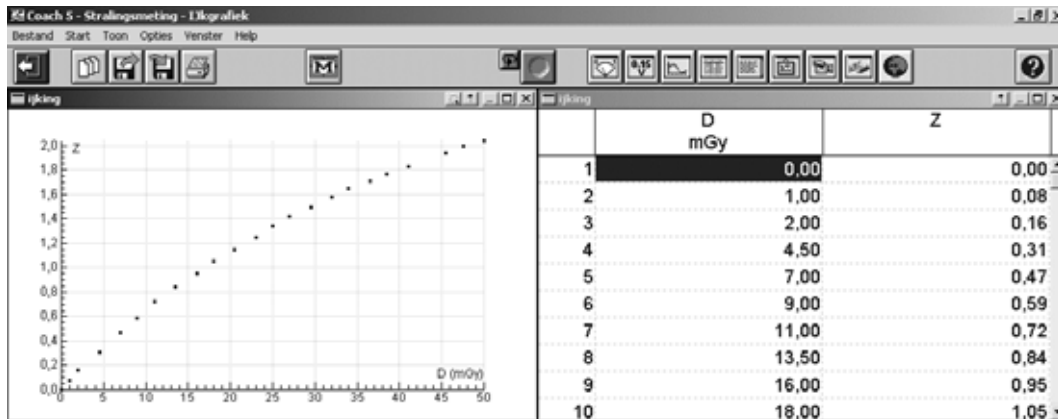 Coach 5 - Stralingsmeting - IJkgrafiek
Bestand Start Toon Opties Venster Help
M
0,15
V
?
ijking
Z
2,0
1,8
1,6
1,4
1,2
1,0
0,8
0,6
0,4
0,2
0,0
0 5 10 15 20 25 30 35 40 45 50
D (mGy)
ijking
D Z
mGy
1 0,00 0,00
2 1,00 0,08
3 2,00 0,16
4 4,50 0,31
5 7,00 0,47
6 9,00 0,59
7 11,00 0,72
8 13,50 0,84
9 16,00 0,95
10 18,00 1,05